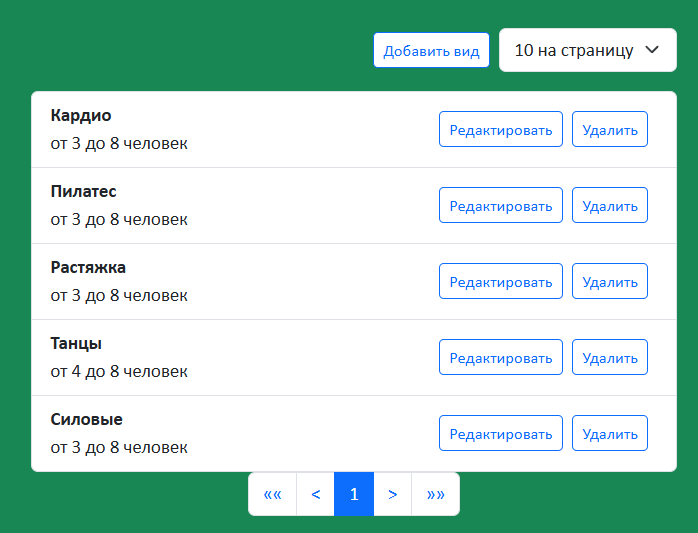 Добавить вид
10 на страницу
Кардио
от 3 до 8 человек
Редактировать
Удалить
Пилатес
от 3 до 8 человек
Редактировать
Удалить
Растяжка
от 3 до 8 человек
Редактировать
Удалить
Танцы
от 4 до 8 человек
Редактировать
Удалить
Силовые
от 3 до 8 человек
Редактировать
Удалить
«« < 1 > »»